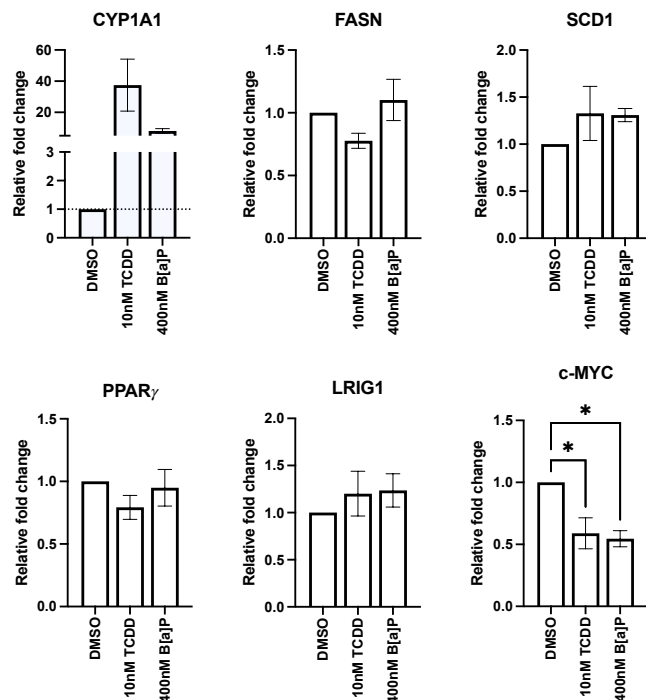 CYP1A1
Relative fold change
60
40
20
3
2
1
0
DMSO
10nM TCDD
400nM B[a]P
FASN
Relative fold change
1.5
1.0
0.5
0.0
DMSO
10nM TCDD
400nM B[a]P
SCD1
Relative fold change
2.0
1.5
1.0
0.5
0.0
DMSO
10nM TCDD
400nM B[a]P
PPARγ
Relative fold change
1.5
1.0
0.5
0.0
DMSO
10nM TCDD
400nM B[a]P
LRIG1
Relative fold change
2.0
1.5
1.0
0.5
0.0
DMSO
10nM TCDD
400nM B[a]P
c-MYC
Relative fold change
1.5
1.0
0.5
0.0
*
*
DMSO
10nM TCDD
400nM B[a]P